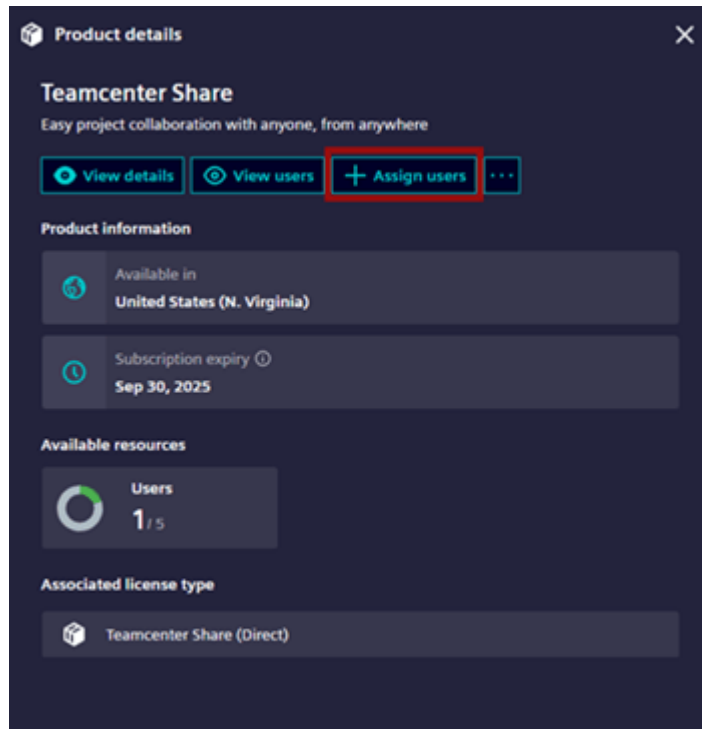 Product details
Teamcenter Share
Easy project collaboration with anyone, from anywhere
View details
View users
Assign users
Product information
Available in
United States (N. Virginia)
Subscription expiry
Sep 30, 2025
Available resources
Users
1 / 5
Associated license type
Teamcenter Share (Direct)